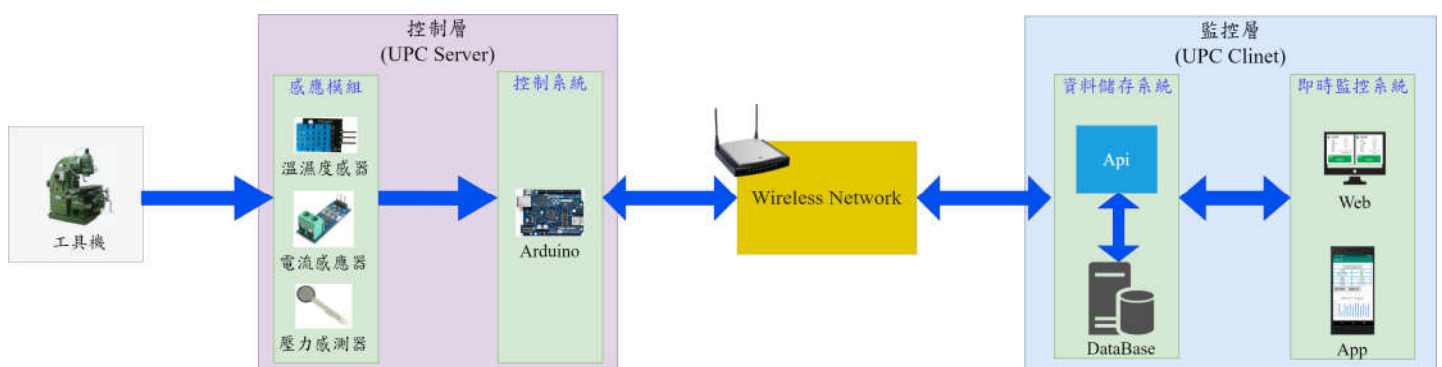 工具機
控制層
(UPC Server)
感應模組
溫濕度感器
電流感應器
壓力感測器
控制系統
Arduino
Wireless Network
監控層
(UPC Clinet)
資料儲存系統
Api
DataBase
即時監控系統
Web
App